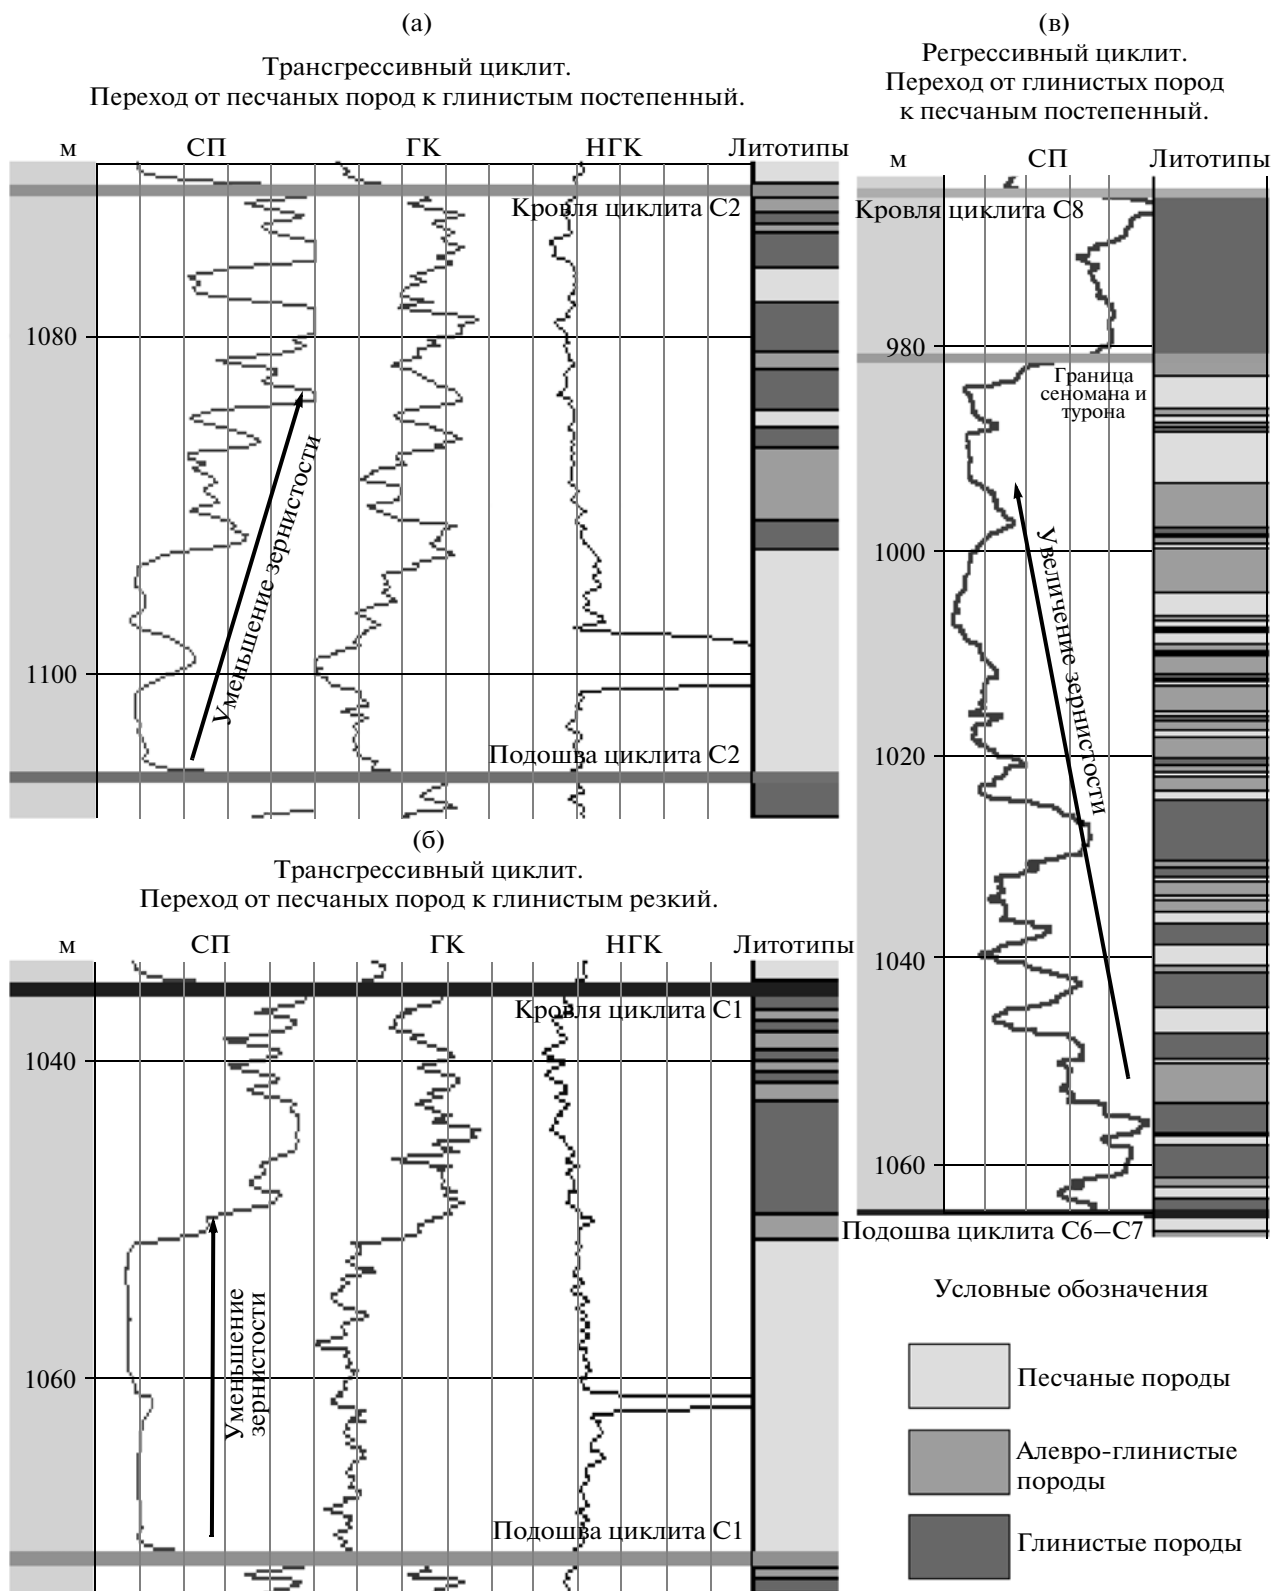 (а)
Трансгрессивный циклит.
Переход от песчаных пород к глинистым постепенный.
м
СП
ГК
НГК
Литотипы
Кровля циклита С2
1080
Уменьшение зернистости
1100
Подошва циклита С2
(б)
Трансгрессивный циклит.
Переход от песчаных пород к глинистым резкий.
м
СП
ГК
НГК
Литотипы
Кровля циклита С1
1040
Уменьшение
зернистости
1060
Подошва циклита С1
(в)
Регрессивный циклит.
Переход от глинистых пород
к песчаным постепенный.
м
СП
Литотипы
Кровля циклита С8
980
Граница
сеномана и
турона
1000
Увеличение зернистости
1020
1040
1060
Подошва циклита С6–С7
Условные обозначения
Песчаные породы
Алевро-глинистые
породы
Глинистые породы